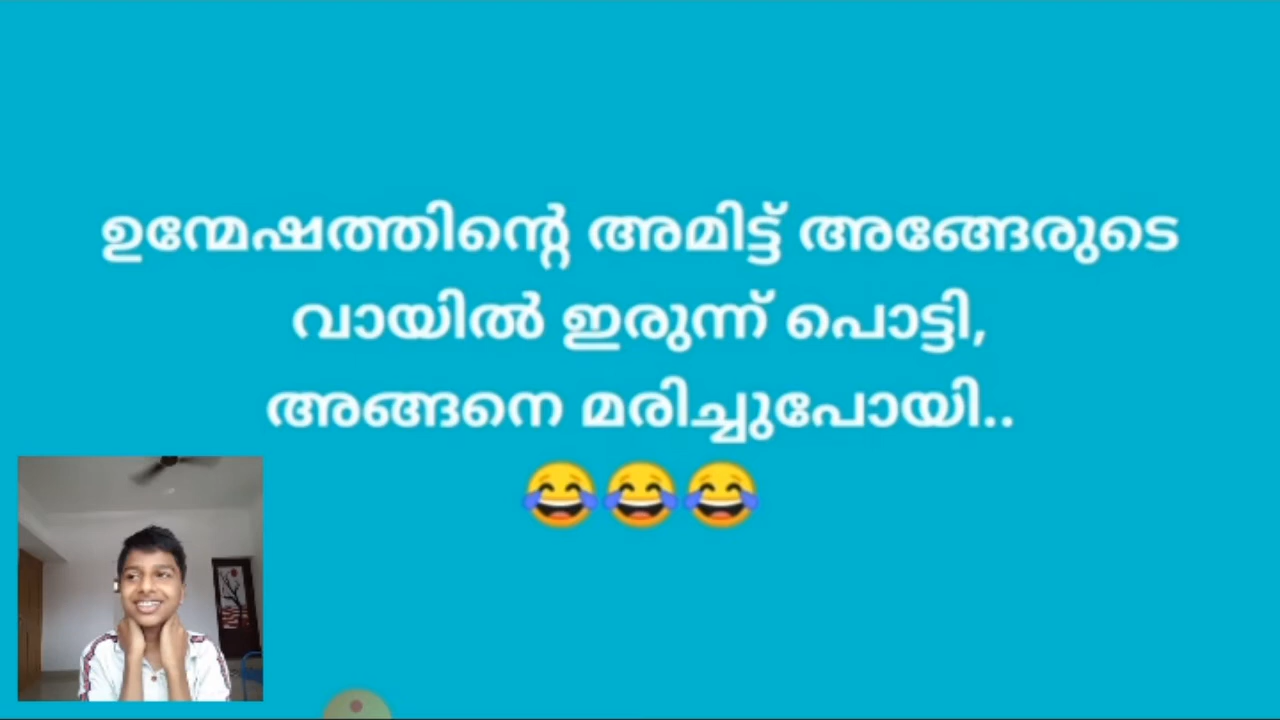 ഉന്മേഷത്തിന്റെ അമിട്ട് അങ്ങേരുടെ
വായിൽ ഇരുന്ന് പൊട്ടി,
അങ്ങനെ മരിച്ചുപോയി..
😂😂😂